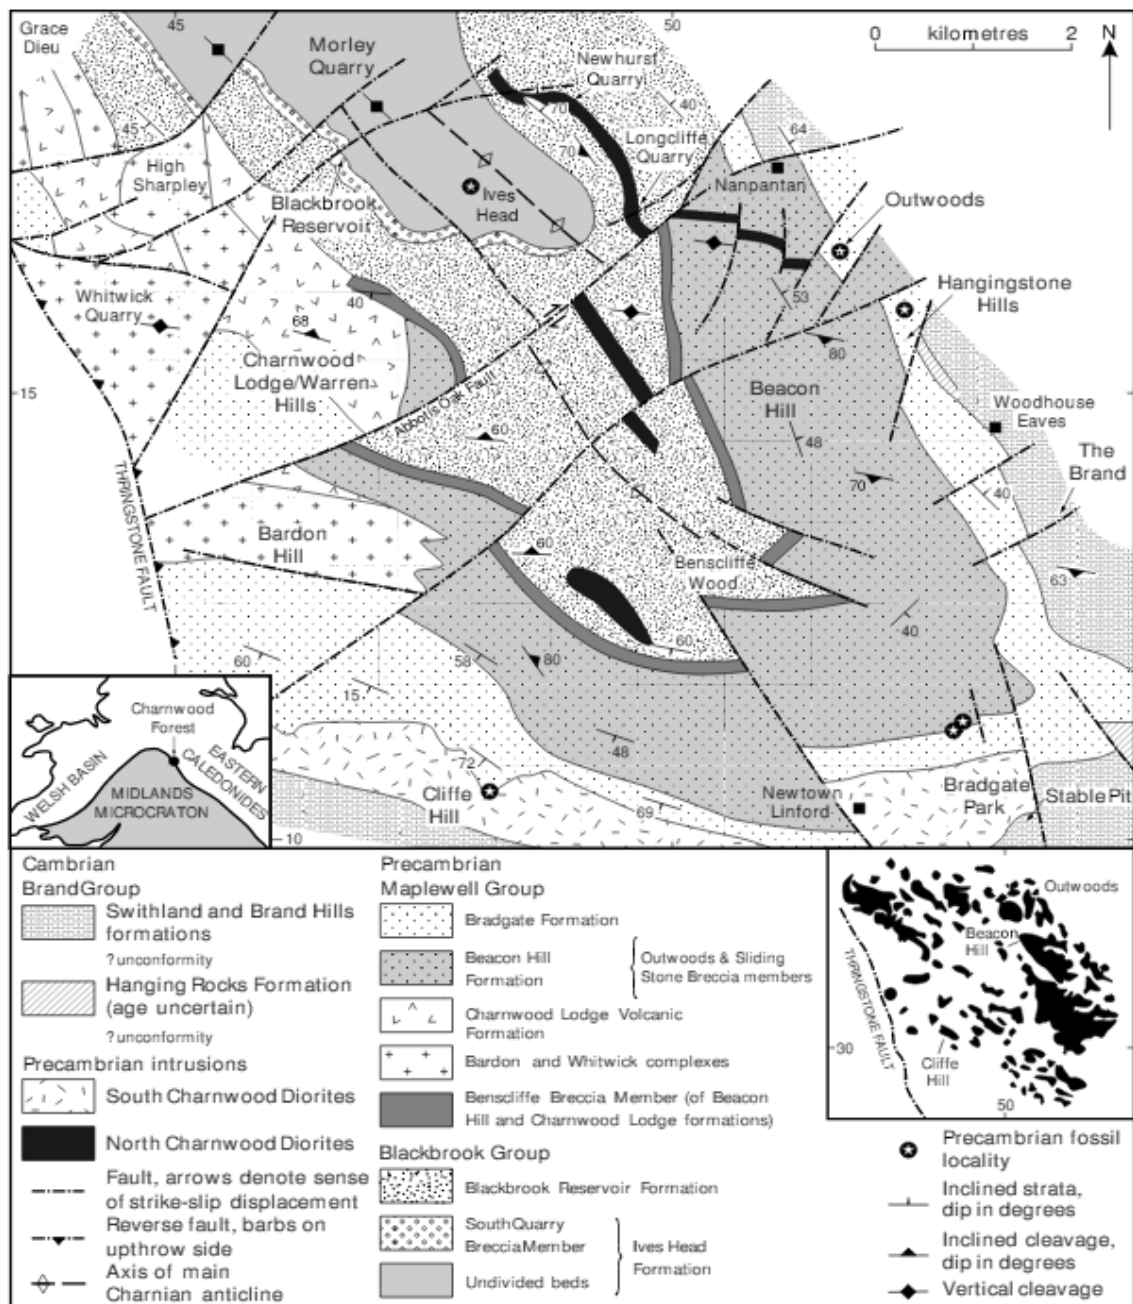 45
50
Grace
Dieu
Morley
Quarry
Newhurst
Quarry
0 kilometres 2
N
40
70
45
64
High
Sharpley
70
Longcliffe
Quarry
Blackbrook
Reservoir
Ives
Head
Nanpantan
Outwoods
Whitwick
Quarry
40
53
Hangingstone
Hills
68
80
Charnwood
Lodge/Warren
Hills
15
Abbot's Oak Fault
Beacon
Hill
Woodhouse
Eaves
60
48
The
Brand
70
40
THRINGSTONE FAULT
Bardon
Hill
60
Benscliffe
Wood
63
40
60
58
80
60
15
48
72
Cliffe
Hill
69
Newtown
Linford
Bradgate
Park
Stable Pit
10
Charnwood
Forest
WELSH BASIN
EASTERN
CALEDONIDES
MIDLANDS
MICROCRATON
Cambrian
Brand Group
Swithland and Brand Hills
formations
? unconformity
Hanging Rocks Formation
(age uncertain)
? unconformity
Precambrian intrusions
South Charnwood Diorites
North Charnwood Diorites
Fault, arrows denote sense
of strike-slip displacement
Reverse fault, barbs on
upthrow side
Axis of main
Charnian anticline
Precambrian
Maplewell Group
Bradgate Formation
Beacon Hill
Formation
Outwoods & Sliding
Stone Breccia members
Charnwood Lodge Volcanic
Formation
Bardon and Whitwick complexes
Benscliffe Breccia Member (of Beacon
Hill and Charnwood Lodge formations)
Blackbrook Group
Blackbrook Reservoir Formation
South Quarry
Breccia Member
Ives Head
Formation
Undivided beds
Outwoods
Beacon
Hill
THRINGSTONE FAULT
30
Cliffe
Hill
50
Precambrian fossil
locality
Inclined strata,
dip in degrees
Inclined cleavage,
dip in degrees
Vertical cleavage